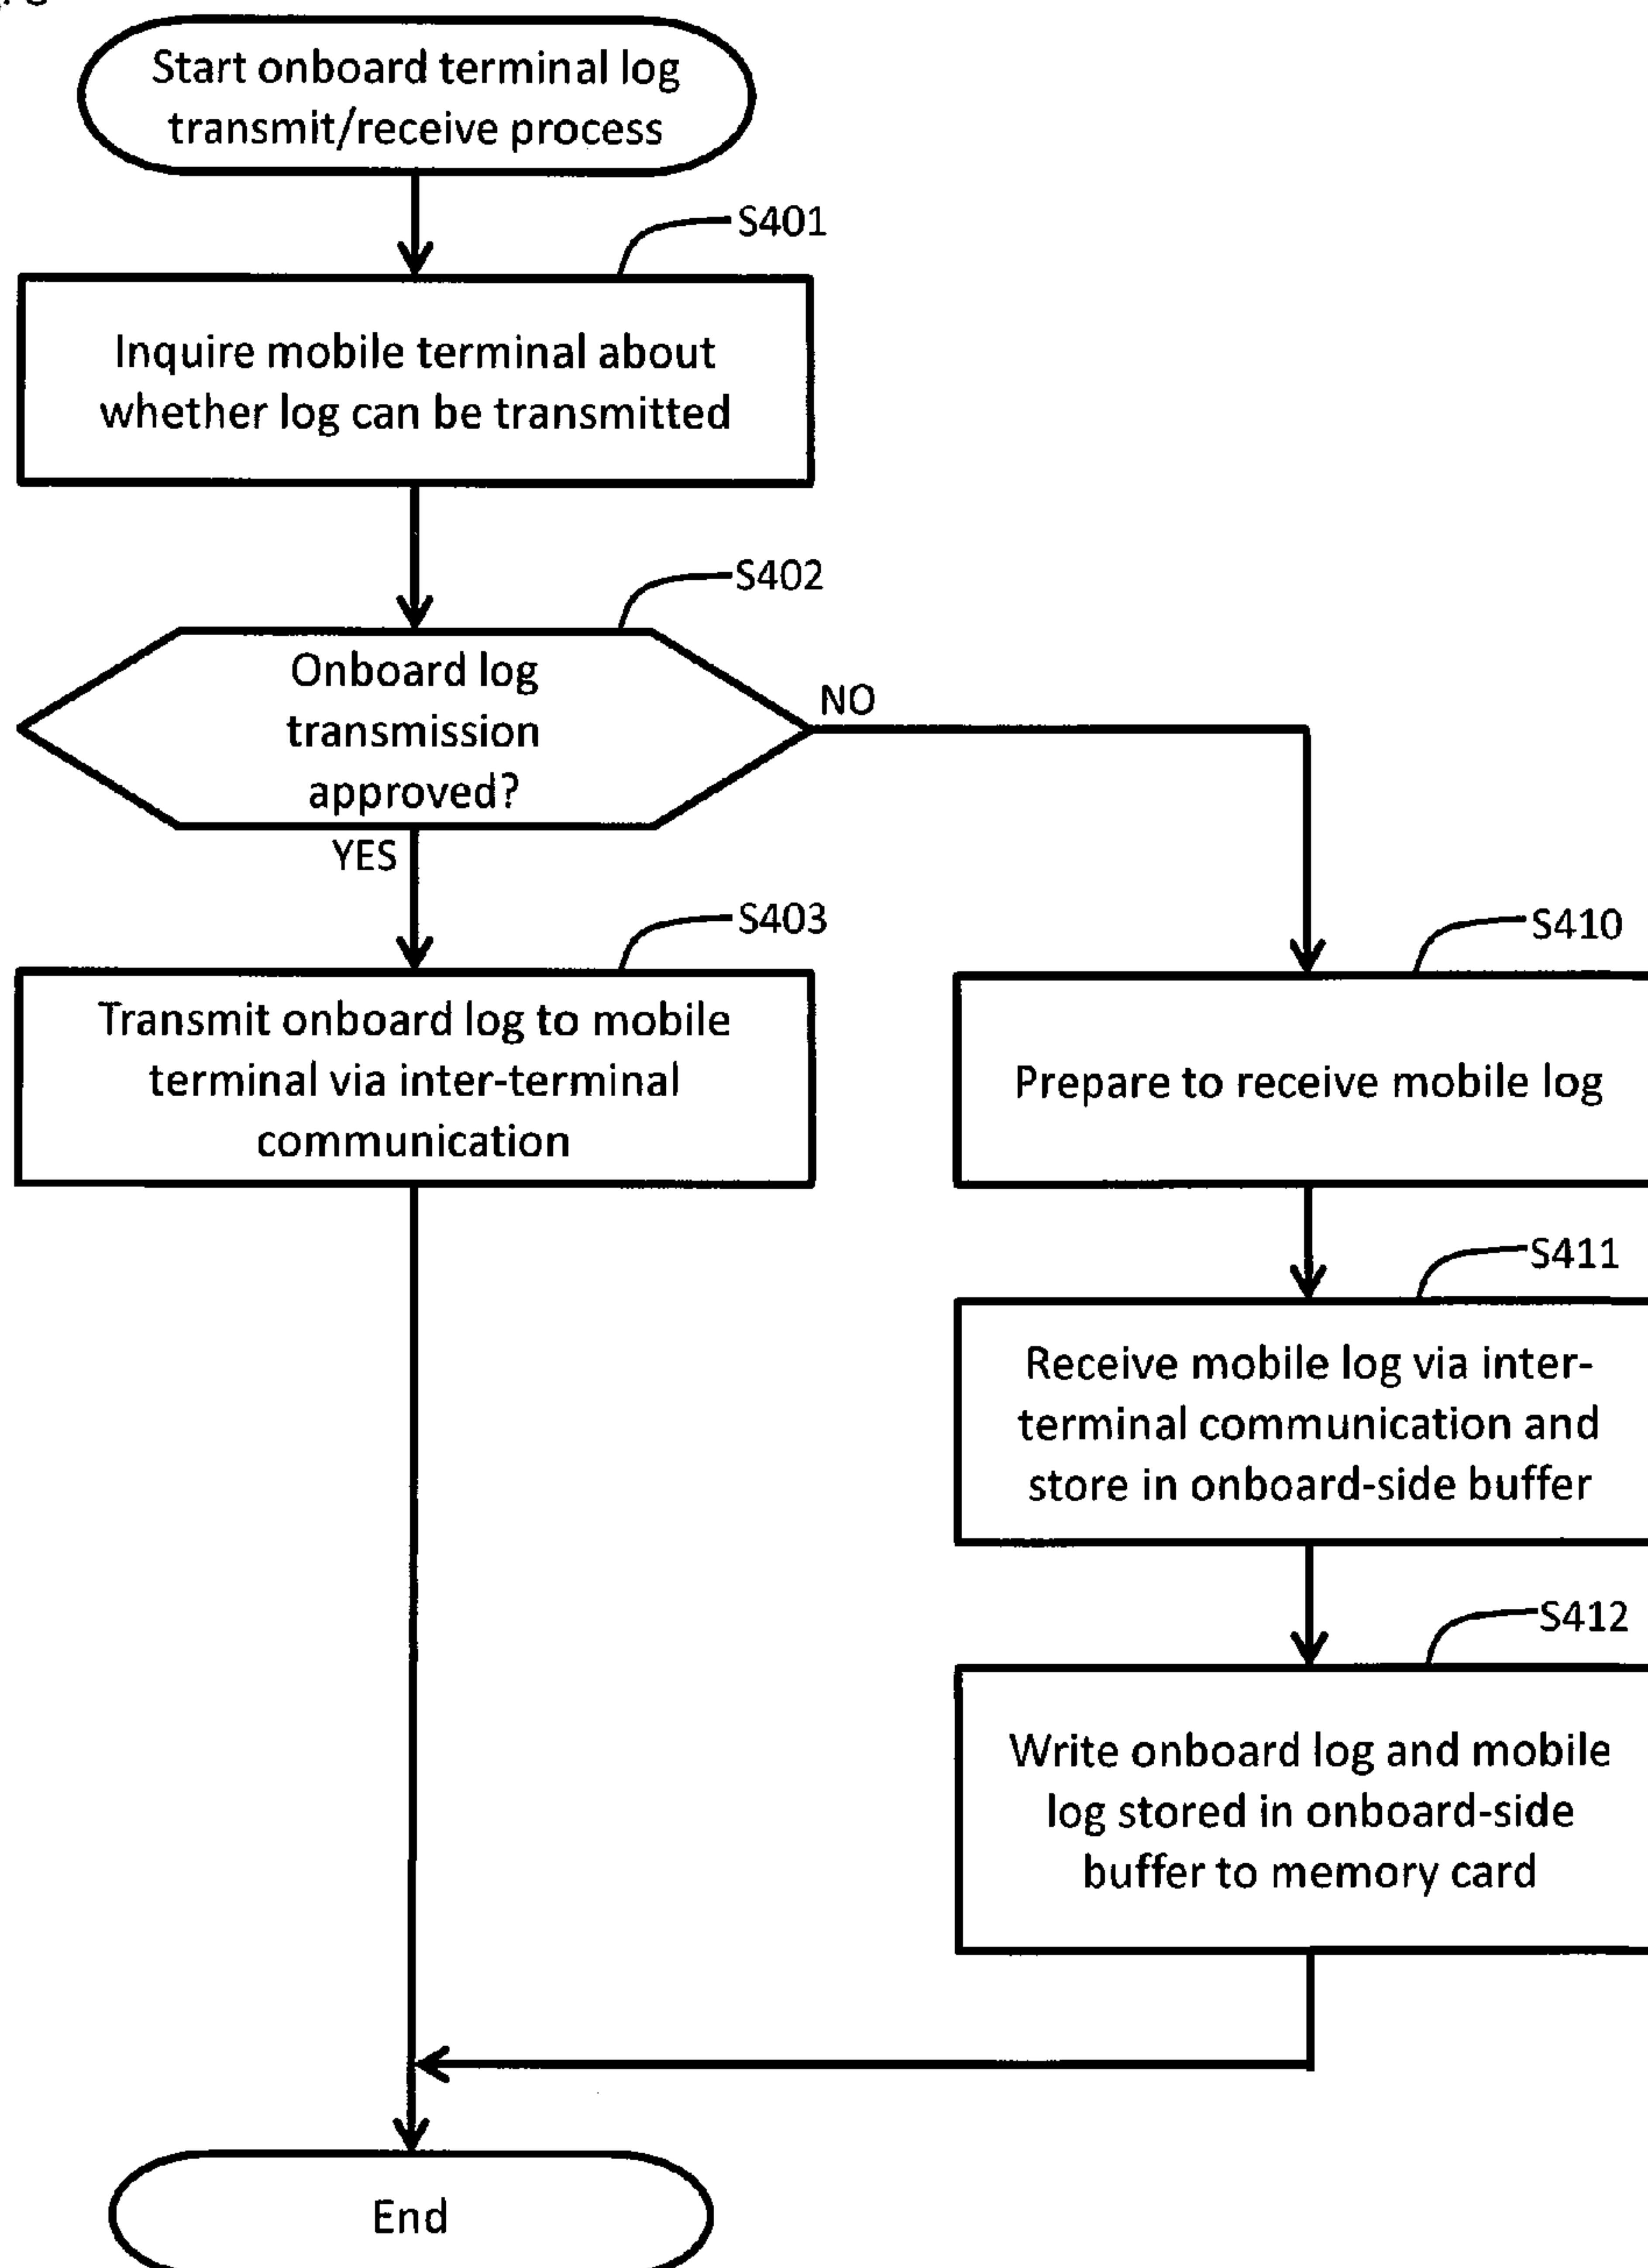 Start onboard terminal log
transmit/receive process
S401
Inquire mobile terminal about
whether log can be transmitted
S402
Onboard log
transmission
approved?
NO
YES
S403
Transmit onboard log to mobile
terminal via inter-terminal
communication
S410
Prepare to receive mobile log
S411
Receive mobile log via inter-
terminal communication and
store in onboard-side buffer
S412
Write onboard log and mobile
log stored in onboard-side
buffer to memory card
End